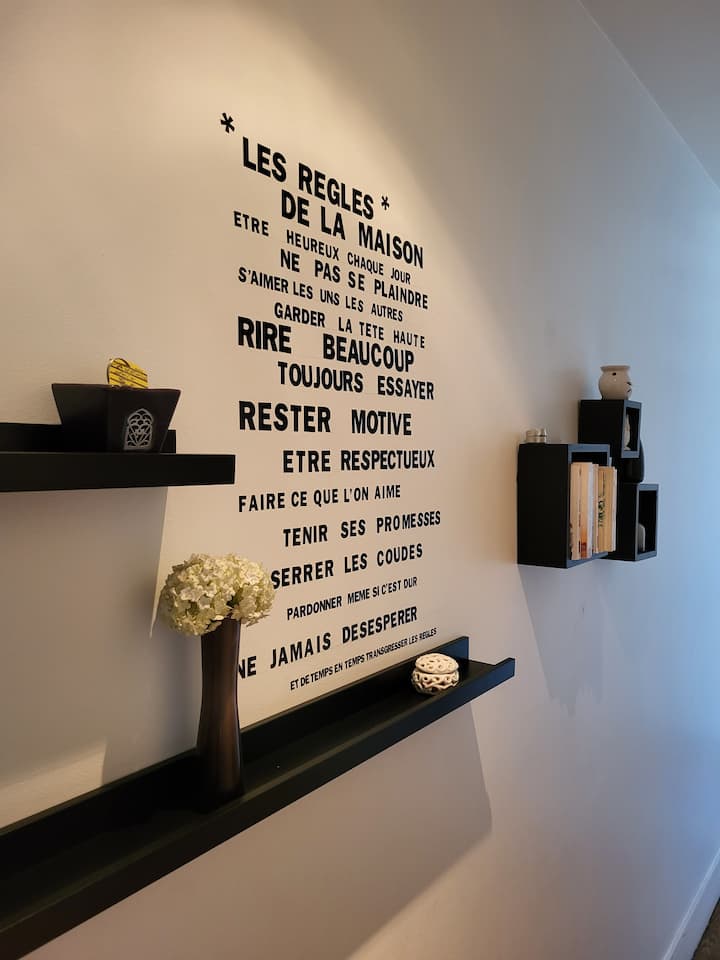 * LES REGLES *
DE LA MAISON
ETRE HEUREUX CHAQUE JOUR
NE PAS SE PLAINDRE
S'AIMER LES UNS LES AUTRES
GARDER LA TETE HAUTE
RIRE BEAUCOUP
TOUJOURS ESSAYER
RESTER MOTIVE
ETRE RESPECTUEUX
FAIRE CE QUE L'ON AIME
TENIR SES PROMESSES
SERRER LES COUDES
PARDONNER MEME SI C'EST DUR
NE JAMAIS DESESPERER
ET DE TEMPS EN TEMPS TRANSGRESSER LES REGLES